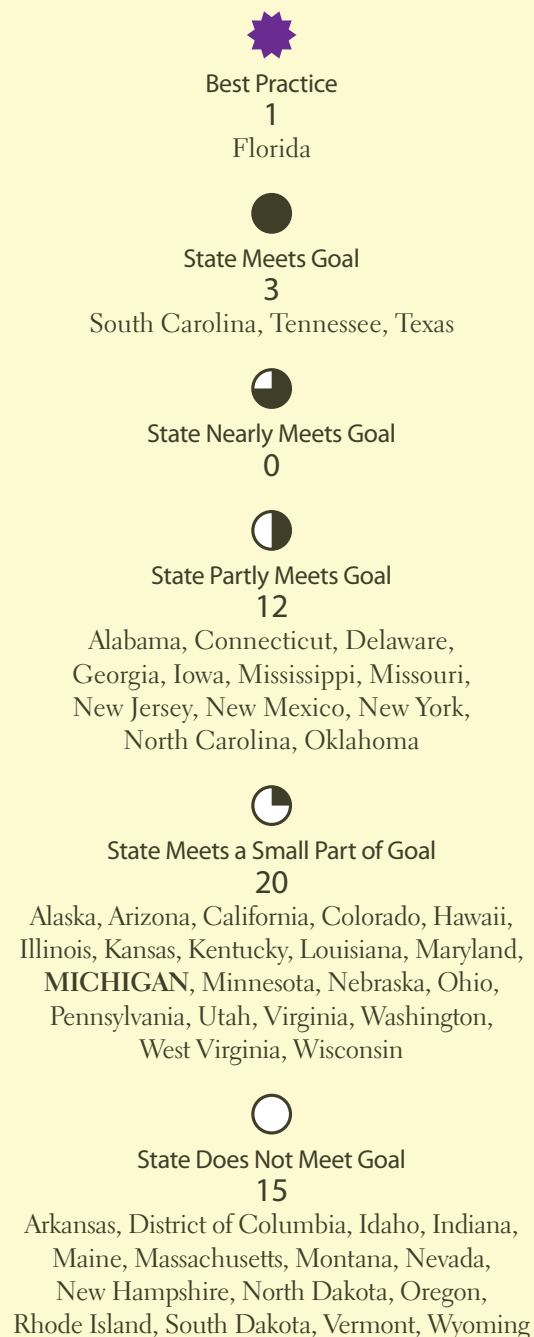 Best Practice
1
Florida
State Meets Goal
3
South Carolina, Tennessee, Texas
State Nearly Meets Goal
0
State Partly Meets Goal
12
Alabama, Connecticut, Delaware,
Georgia, Iowa, Mississippi, Missouri,
New Jersey, New Mexico, New York,
North Carolina, Oklahoma
State Meets a Small Part of Goal
20
Alaska, Arizona, California, Colorado, Hawaii,
Illinois, Kansas, Kentucky, Louisiana, Maryland,
MICHIGAN, Minnesota, Nebraska, Ohio,
Pennsylvania, Utah, Virginia, Washington,
West Virginia, Wisconsin
State Does Not Meet Goal
15
Arkansas, District of Columbia, Idaho, Indiana,
Maine, Massachusetts, Montana, Nevada,
New Hampshire, North Dakota, Oregon,
Rhode Island, South Dakota, Vermont, Wyoming